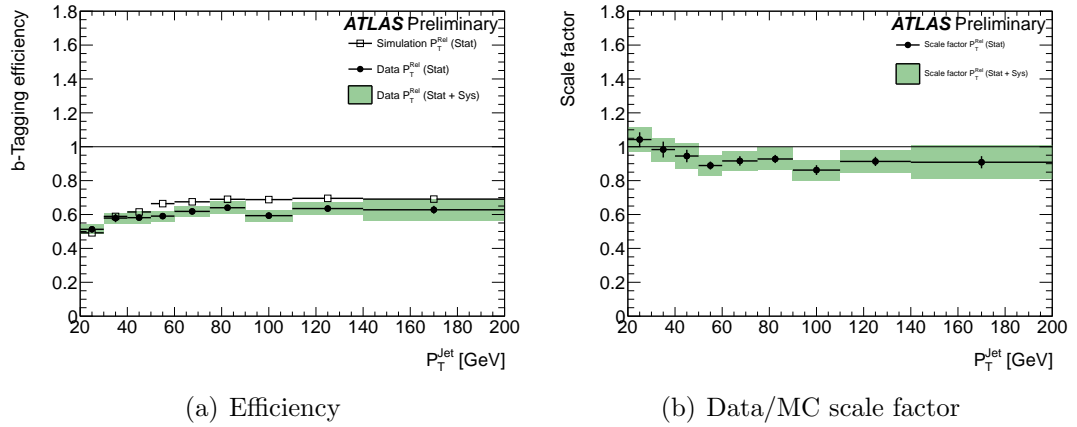 ATLAS Preliminary
Simulation P_T^Rel (Stat)
Data P_T^Rel (Stat)
Data P_T^Rel (Stat + Sys)
b-Tagging efficiency
1.8
1.6
1.4
1.2
1
0.8
0.6
0.4
0.2
0
20 40 60 80 100 120 140 160 180 200
P_T^Jet [GeV]
(a) Efficiency
ATLAS Preliminary
Scale factor P_T^Rel (Stat)
Scale factor P_T^Rel (Stat + Sys)
Scale factor
1.8
1.6
1.4
1.2
1
0.8
0.6
0.4
0.2
0
20 40 60 80 100 120 140 160 180 200
P_T^Jet [GeV]
(b) Data/MC scale factor